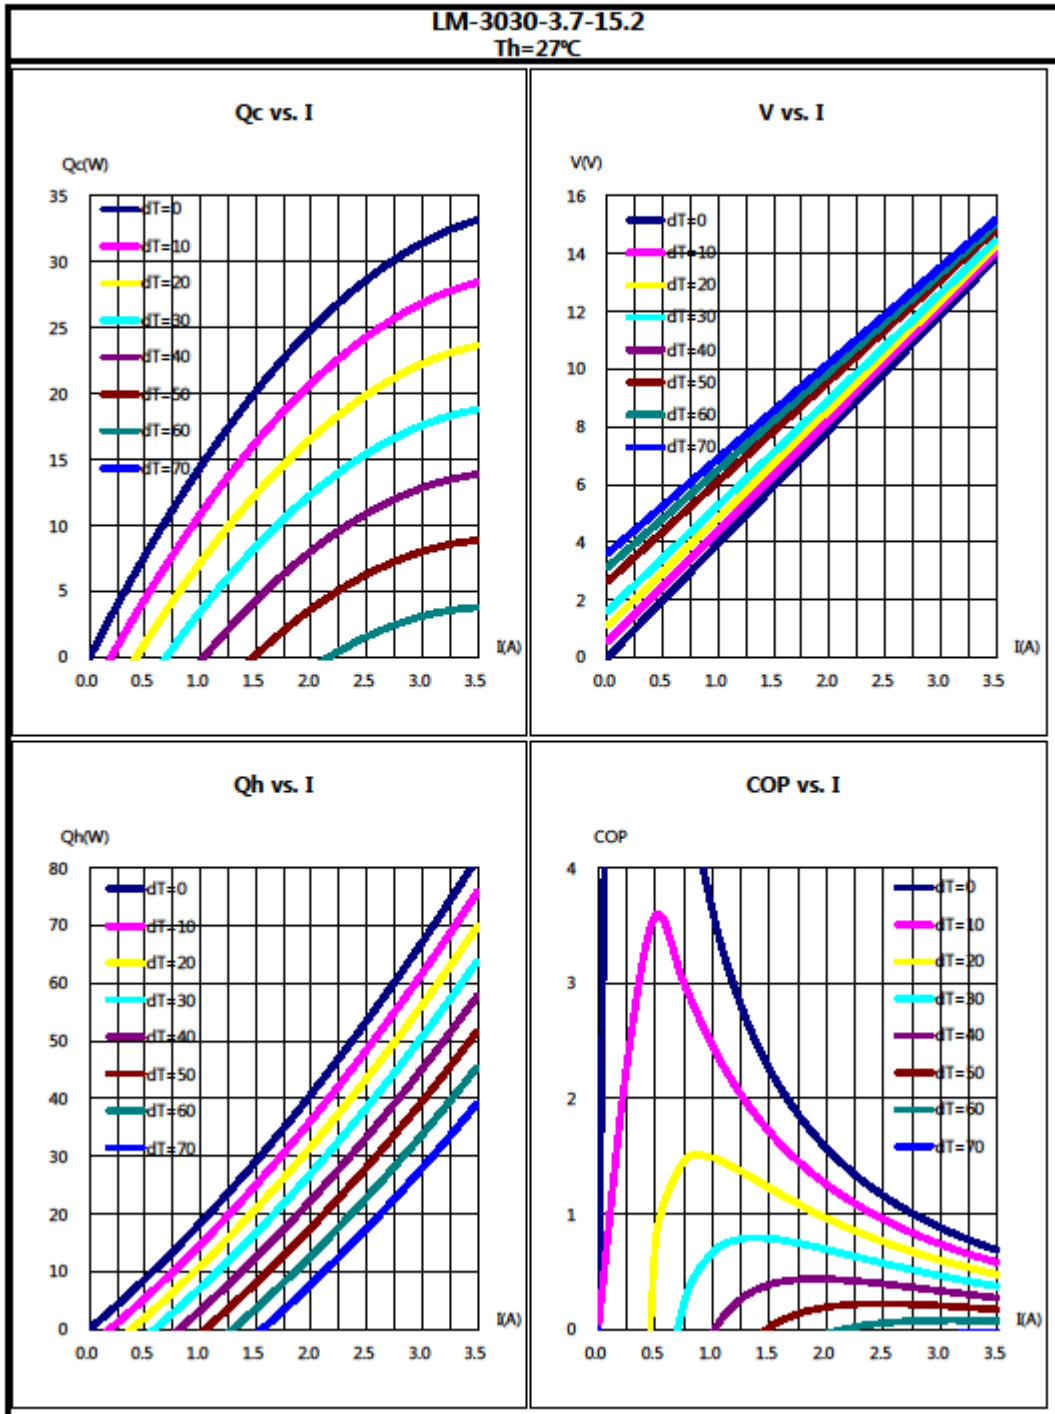 LM-3030-3.7-15.2
Th=27℃
Qc vs. I
Qc(W)
35
30
25
20
15
10
5
0
dT=0
dT=10
dT=20
dT=30
dT=40
dT=50
dT=60
dT=70
I(A)
0.0 0.5 1.0 1.5 2.0 2.5 3.0 3.5
V vs. I
V(V)
16
14
12
10
8
6
4
2
0
dT=0
dT=10
dT=20
dT=30
dT=40
dT=50
dT=60
dT=70
I(A)
0.0 0.5 1.0 1.5 2.0 2.5 3.0 3.5
Qh vs. I
Qh(W)
80
70
60
50
40
30
20
10
0
dT=0
dT=10
dT=20
dT=30
dT=40
dT=50
dT=60
dT=70
I(A)
0.0 0.5 1.0 1.5 2.0 2.5 3.0 3.5
COP vs. I
COP
4
3
2
1
0
dT=0
dT=10
dT=20
dT=30
dT=40
dT=50
dT=60
dT=70
I(A)
0.0 0.5 1.0 1.5 2.0 2.5 3.0 3.5